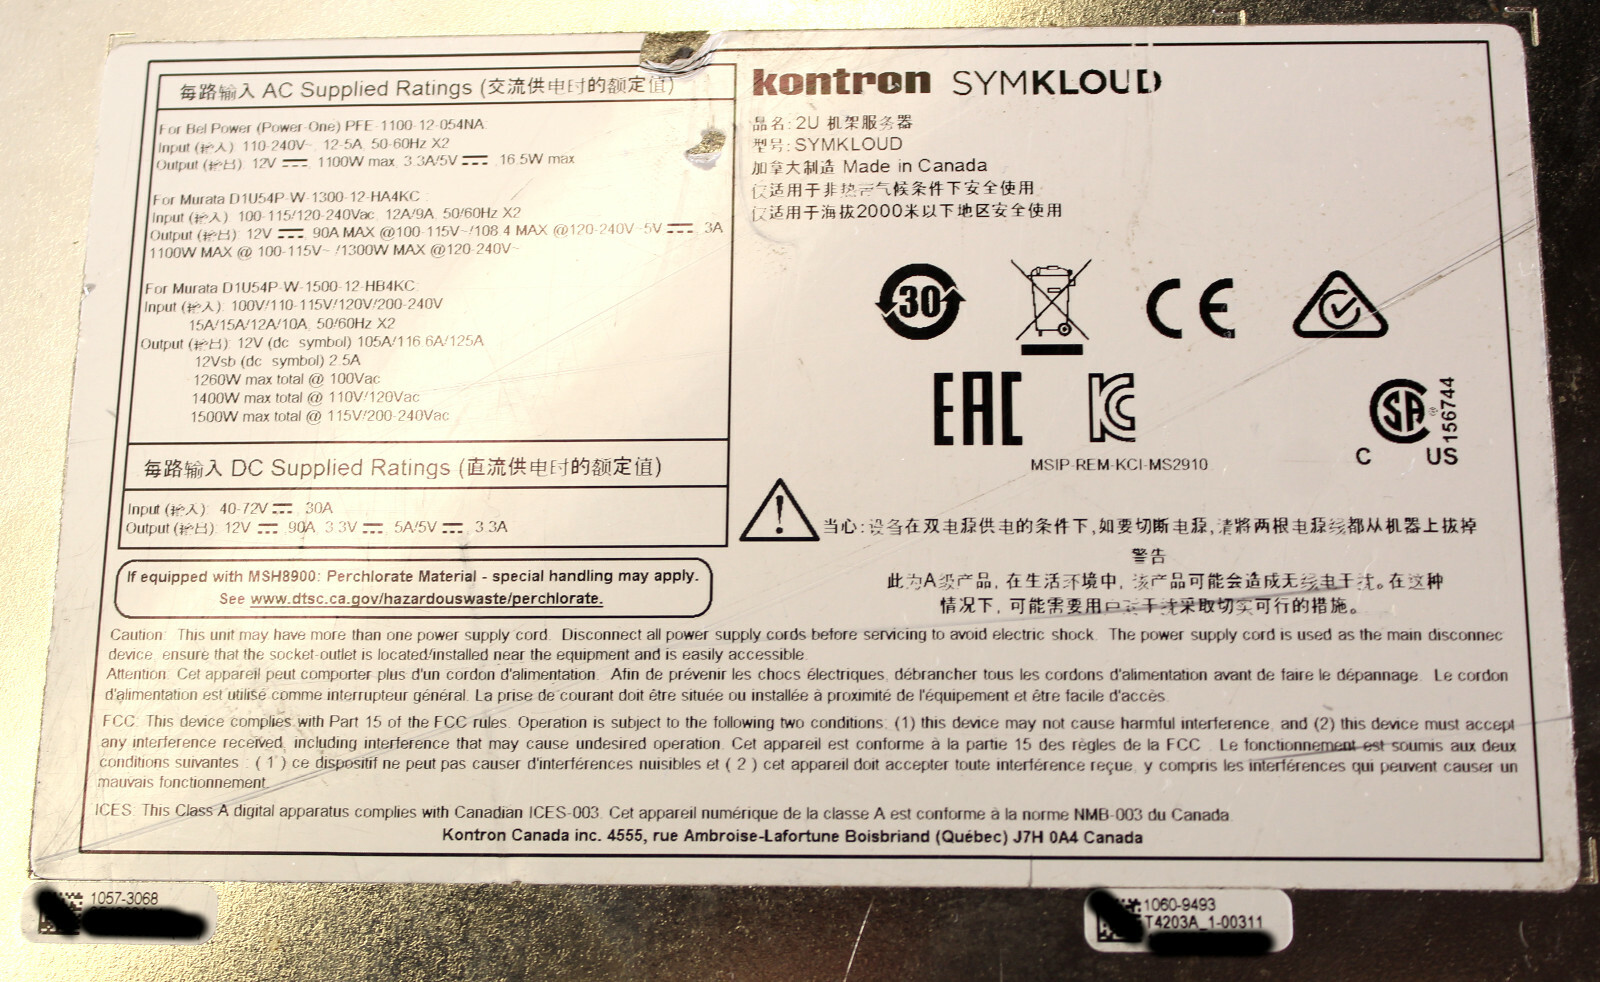 每路输入 AC Supplied Ratings (交流供电时的额定值)
For Bel Power (Power-One) PFE-1100-12-054NA:
Input (输入) 110-240V~, 12-5A, 50-60Hz X2
Output (输出) 12V ⎓, 1100W max, 3.3A/5V ⎓, 16.5W max
For Murata D1U54P-W-1300-12-HA4KC :
Input (输入) 100-115/120-240Vac, 12A/9A, 50/60Hz X2
Output (输出): 12V ⎓, 90A MAX @100-115V~/108.4 MAX @120-240V~5V ⎓, 3A
1100W MAX @ 100-115V~ /1300W MAX @120-240V~
For Murata D1U54P-W-1500-12-HB4KC:
Input (输入): 100V/110-115V/120V/200-240V
15A/15A/12A/10A, 50/60Hz X2
Output (输出): 12V (dc symbol) 105A/116.6A/125A
12Vsb (dc symbol) 2.5A
1260W max total @ 100Vac
1400W max total @ 110V/120Vac
1500W max total @ 115V/200-240Vac
每路输入 DC Supplied Ratings (直流供电时的额定值)
Input (输入): 40-72V ⎓, 30A
Output (输出): 12V ⎓, 90A, 3.3V ⎓, 5A/5V ⎓, 3.3A
If equipped with MSH8900: Perchlorate Material - special handling may apply.
See www.dtsc.ca.gov/hazardouswaste/perchlorate.
kontron SYMKLOUD
品名: 2U 机架服务器
型号: SYMKLOUD
加拿大制造 Made in Canada
仅适用于非热带气候条件下安全使用
仅适用于海拔2000米以下地区安全使用
30
CE
EAC
KC
MSIP-REM-KCI-MS2910
SA ®
C US
156744
当心: 设备在双电源供电的条件下,如要切断电源,请将两根电源线都从机器上拔掉
警告
此为A级产品, 在生活环境中, 该产品可能会造成无线电干扰。在这种
情况下, 可能需要用户对干扰采取切实可行的措施。
Caution: This unit may have more than one power supply cord. Disconnect all power supply cords before servicing to avoid electric shock. The power supply cord is used as the main disconnec
device, ensure that the socket-outlet is located/installed near the equipment and is easily accessible.
Attention: Cet appareil peut comporter plus d'un cordon d'alimentation. Afin de prévenir les chocs électriques, débrancher tous les cordons d'alimentation avant de faire le dépannage. Le cordon
d'alimentation est utilisé comme interrupteur général. La prise de courant doit être située ou installée à proximité de l'équipement et être facile d'accès.
FCC: This device complies with Part 15 of the FCC rules. Operation is subject to the following two conditions: (1) this device may not cause harmful interference, and (2) this device must accept
any interference received, including interference that may cause undesired operation. Cet appareil est conforme à la partie 15 des règles de la FCC . Le fonctionnement est soumis aux deux
conditions suivantes : ( 1 ) ce dispositif ne peut pas causer d'interférences nuisibles et ( 2 ) cet appareil doit accepter toute interférence reçue, y compris les interférences qui peuvent causer un
mauvais fonctionnement.
ICES: This Class A digital apparatus complies with Canadian ICES-003. Cet appareil numérique de la classe A est conforme à la norme NMB-003 du Canada.
Kontron Canada inc. 4555, rue Ambroise-Lafortune Boisbriand (Québec) J7H 0A4 Canada
1057-3068
1060-9493
T4203A_1-00311